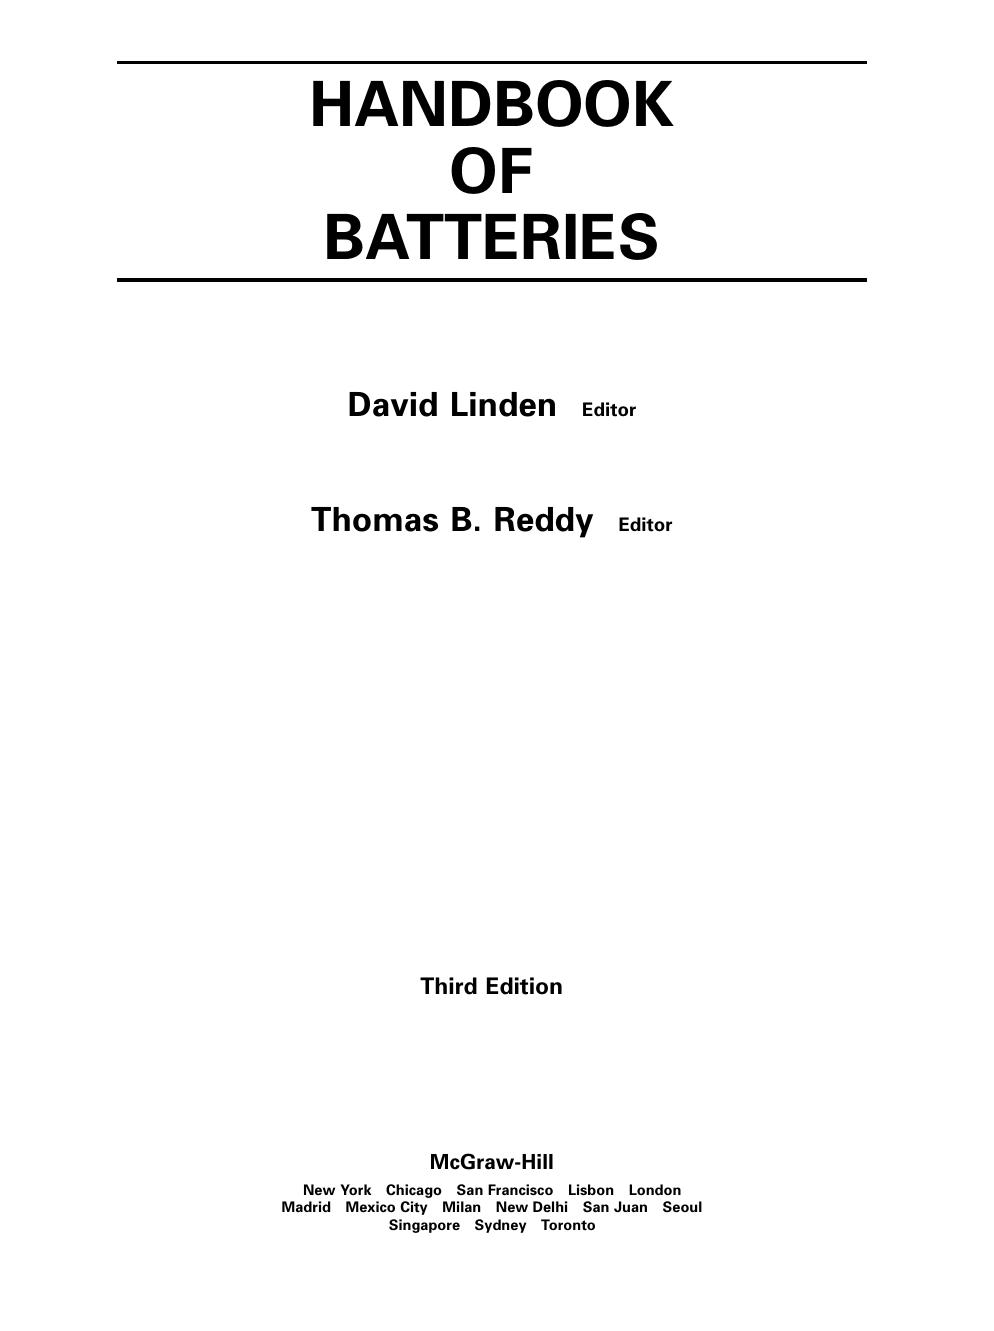 HANDBOOK
OF
BATTERIES
David Linden Editor
Thomas B. Reddy Editor
Third Edition
McGraw-Hill
New York Chicago San Francisco Lisbon London
Madrid Mexico City Milan New Delhi San Juan Seoul
Singapore Sydney Toronto